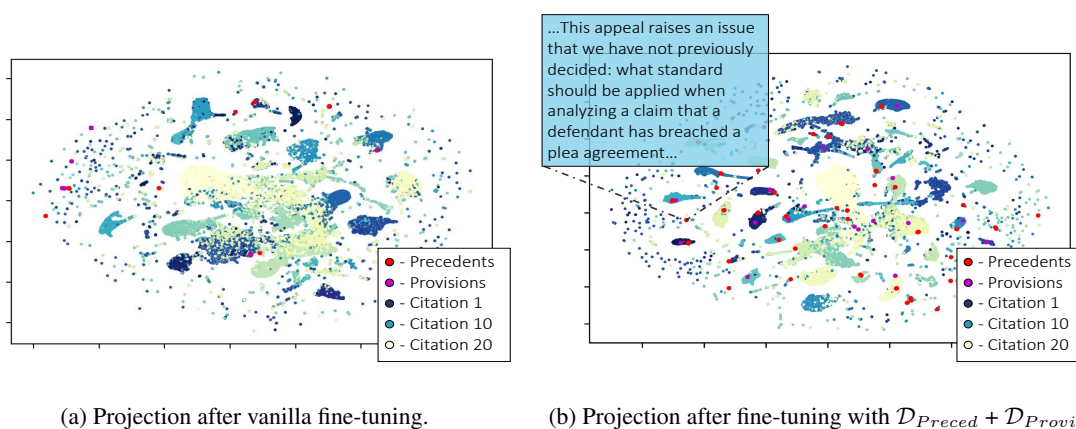 ...This appeal raises an issue
that we have not previously
decided: what standard
should be applied when
analyzing a claim that a
defendant has breached a
plea agreement...
- Precedents
- Provisions
- Citation 1
- Citation 10
- Citation 20
- Precedents
- Provisions
- Citation 1
- Citation 10
- Citation 20
(a) Projection after vanilla fine-tuning.
(b) Projection after fine-tuning with D_Preced + D_Provi